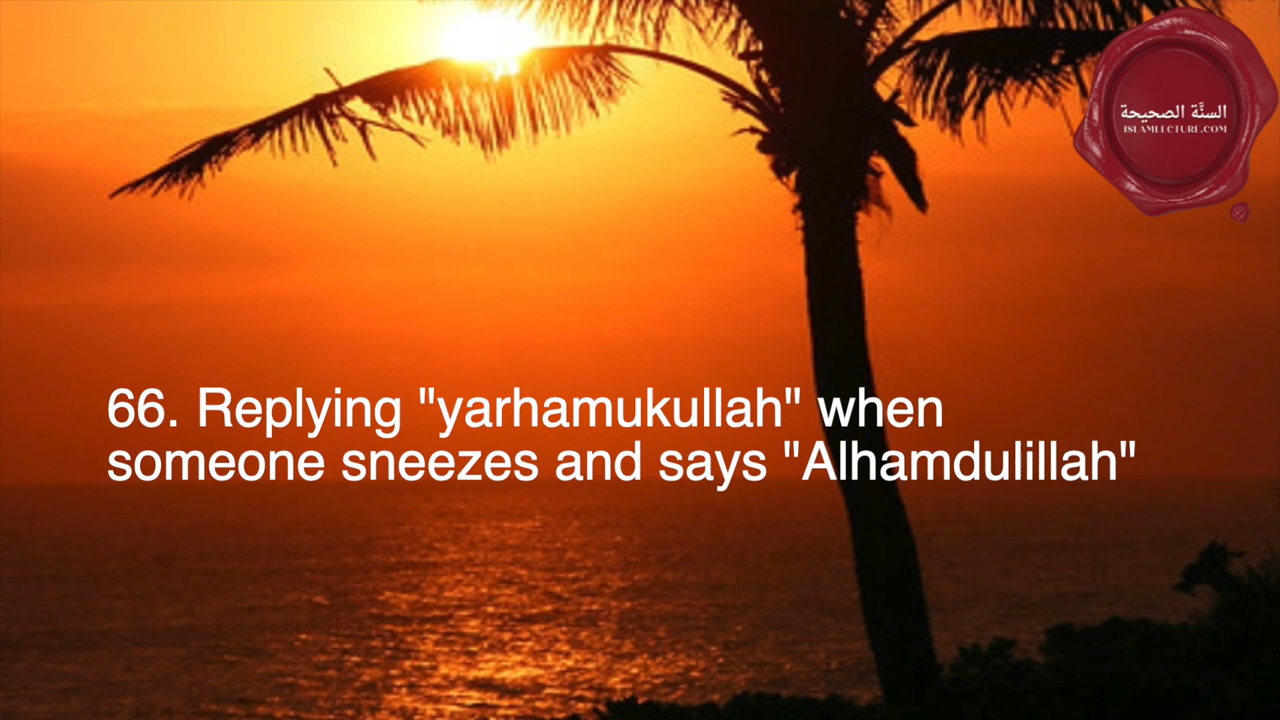 السنَّة الصحيحة
ISLAMLECTURE.COM
66. Replying "yarhamukullah" when
someone sneezes and says "Alhamdulillah"